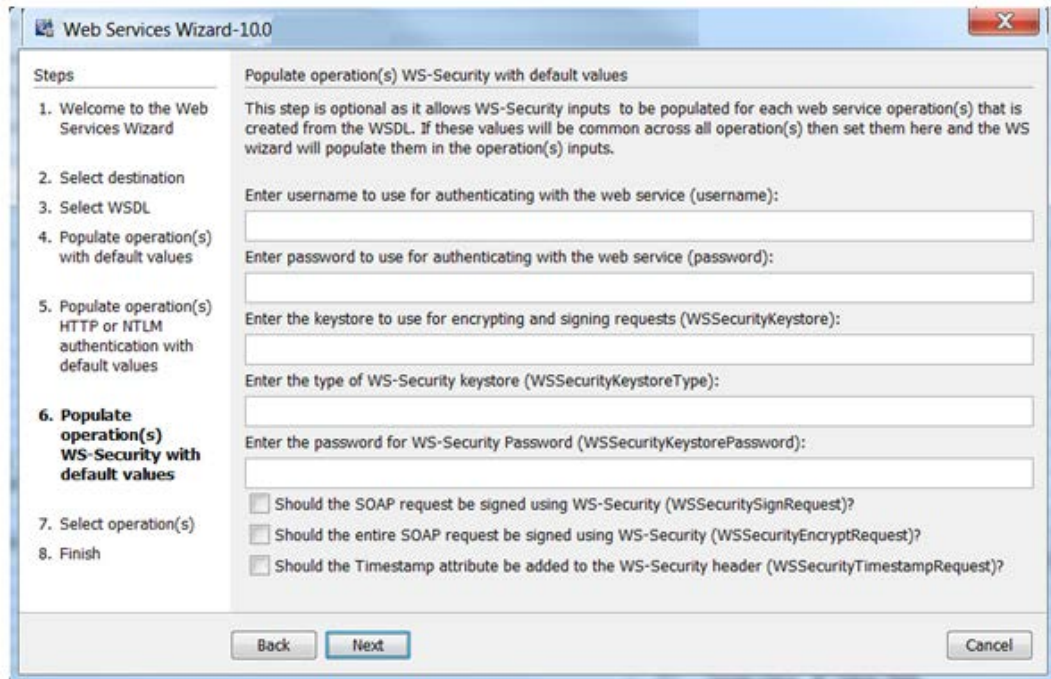 Web Services Wizard-10.0
Steps
1. Welcome to the Web
Services Wizard
2. Select destination
3. Select WSDL
4. Populate operation(s)
with default values
5. Populate operation(s)
HTTP or NTLM
authentication with
default values
6. Populate
operation(s)
WS-Security with
default values
7. Select operation(s)
8. Finish
Populate operation(s) WS-Security with default values
This step is optional as it allows WS-Security inputs to be populated for each web service operation(s) that is
created from the WSDL. If these values will be common across all operation(s) then set them here and the WS
wizard will populate them in the operation(s) inputs.
Enter username to use for authenticating with the web service (username):
Enter password to use for authenticating with the web service (password):
Enter the keystore to use for encrypting and signing requests (WSSecurityKeystore):
Enter the type of WS-Security keystore (WSSecurityKeystoreType):
Enter the password for WS-Security Password (WSSecurityKeystorePassword):
Should the SOAP request be signed using WS-Security (WSSecuritySignRequest)?
Should the entire SOAP request be signed using WS-Security (WSSecurityEncryptRequest)?
Should the Timestamp attribute be added to the WS-Security header (WSSecurityTimestampRequest)?
Back
Next
Cancel